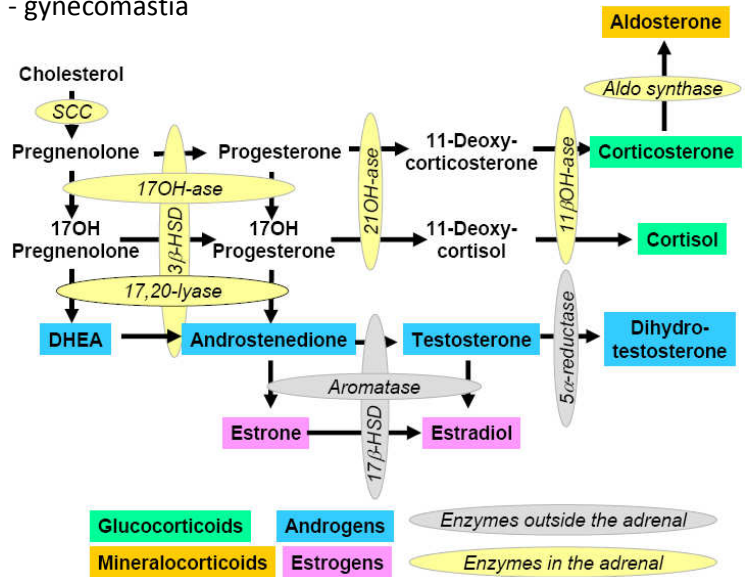 - gynecomastia
Aldosterone
Cholesterol
Aldo synthase
SCC
Pregnenolone
Progesterone
11-Deoxy-
corticosterone
Corticosterone
17OH-ase
3β-HSD
21OH-ase
11βOH-ase
17OH
Pregnenolone
17OH
Progesterone
11-Deoxy-
cortisol
Cortisol
17,20-lyase
DHEA
Androstenedione
Testosterone
5α-reductase
Dihydro-
testosterone
Aromatase
17β-HSD
Estrone
Estradiol
Glucocorticoids
Androgens
Enzymes outside the adrenal
Mineralocorticoids
Estrogens
Enzymes in the adrenal